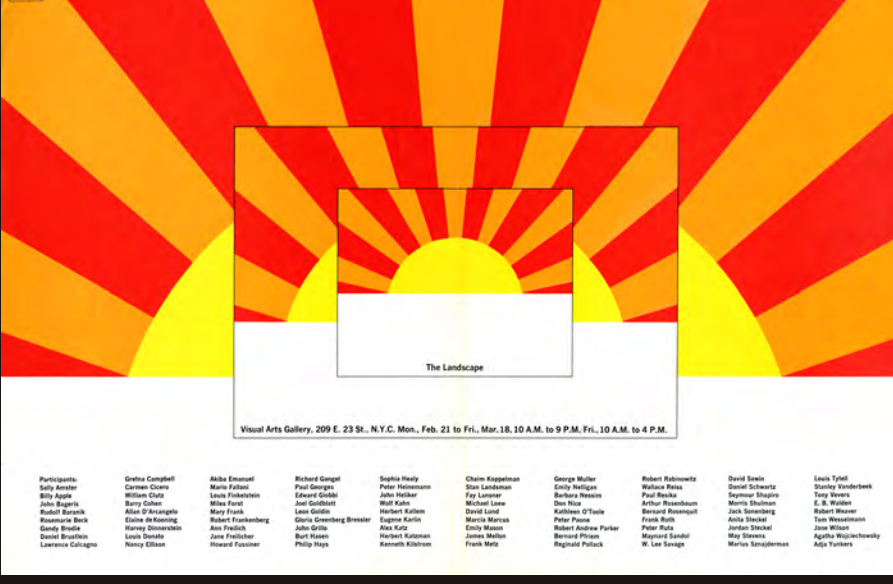 The Landscape
Visual Arts Gallery, 209 E. 23 St., N.Y.C. Mon., Feb. 21 to Fri., Mar. 18, 10 A.M. to 9 P.M. Fri., 10 A.M. to 4 P.M.
Participants:
Sally Amster
Billy Apple
John Bageris
Rudolf Baranik
Rosemarie Beck
Gandy Brodie
Daniel Brustlein
Lawrence Calcagno
Gretna Campbell
Carmen Cicero
William Clutz
Barry Cohen
Allan D'Arcangelo
Elaine deKooning
Harvey Dinnerstein
Louis Donato
Nancy Ellison
Akiba Emanuel
Mario Fallani
Louis Finkelstein
Miles Forst
Mary Frank
Robert Frankenberg
Ann Freilich
Jane Freilicher
Howard Fussiner
Richard Gangel
Paul Georges
Edward Giobbi
Joel Goldblatt
Leon Goldin
Gloria Greenberg Bressler
John Grillo
Burt Hasen
Philip Hays
Sophia Healy
Peter Heinemann
John Heliker
Wolf Kahn
Herbert Kallem
Eugene Karlin
Alex Katz
Herbert Katzman
Kenneth Kilstrom
Chaim Koppelman
Stan Landsman
Fay Lansner
Michael Loew
David Lund
Marcia Marcus
Emily Mason
James Mellon
Frank Metz
George Muller
Emily Nelligan
Barbara Nessim
Don Nice
Kathleen O'Toole
Peter Paone
Robert Andrew Parker
Bernard Pfriem
Reginald Pollack
Robert Rabinowitz
Wallace Reiss
Paul Resika
Arthur Rosenbaum
Bernard Rosenquit
Frank Roth
Peter Ruta
Maynard Sandol
W. Lee Savage
David Sawin
Daniel Schwartz
Seymour Shapiro
Morris Shulman
Jack Sonenberg
Anita Steckel
Jordan Steckel
May Stevens
Marius Sznajderman
Louis Tytell
Stanley Vanderbeek
Tony Vevers
E. B. Walden
Robert Weaver
Tom Wesselmann
Jane Wilson
Agatha Wojciechowsky
Adja Yunkers